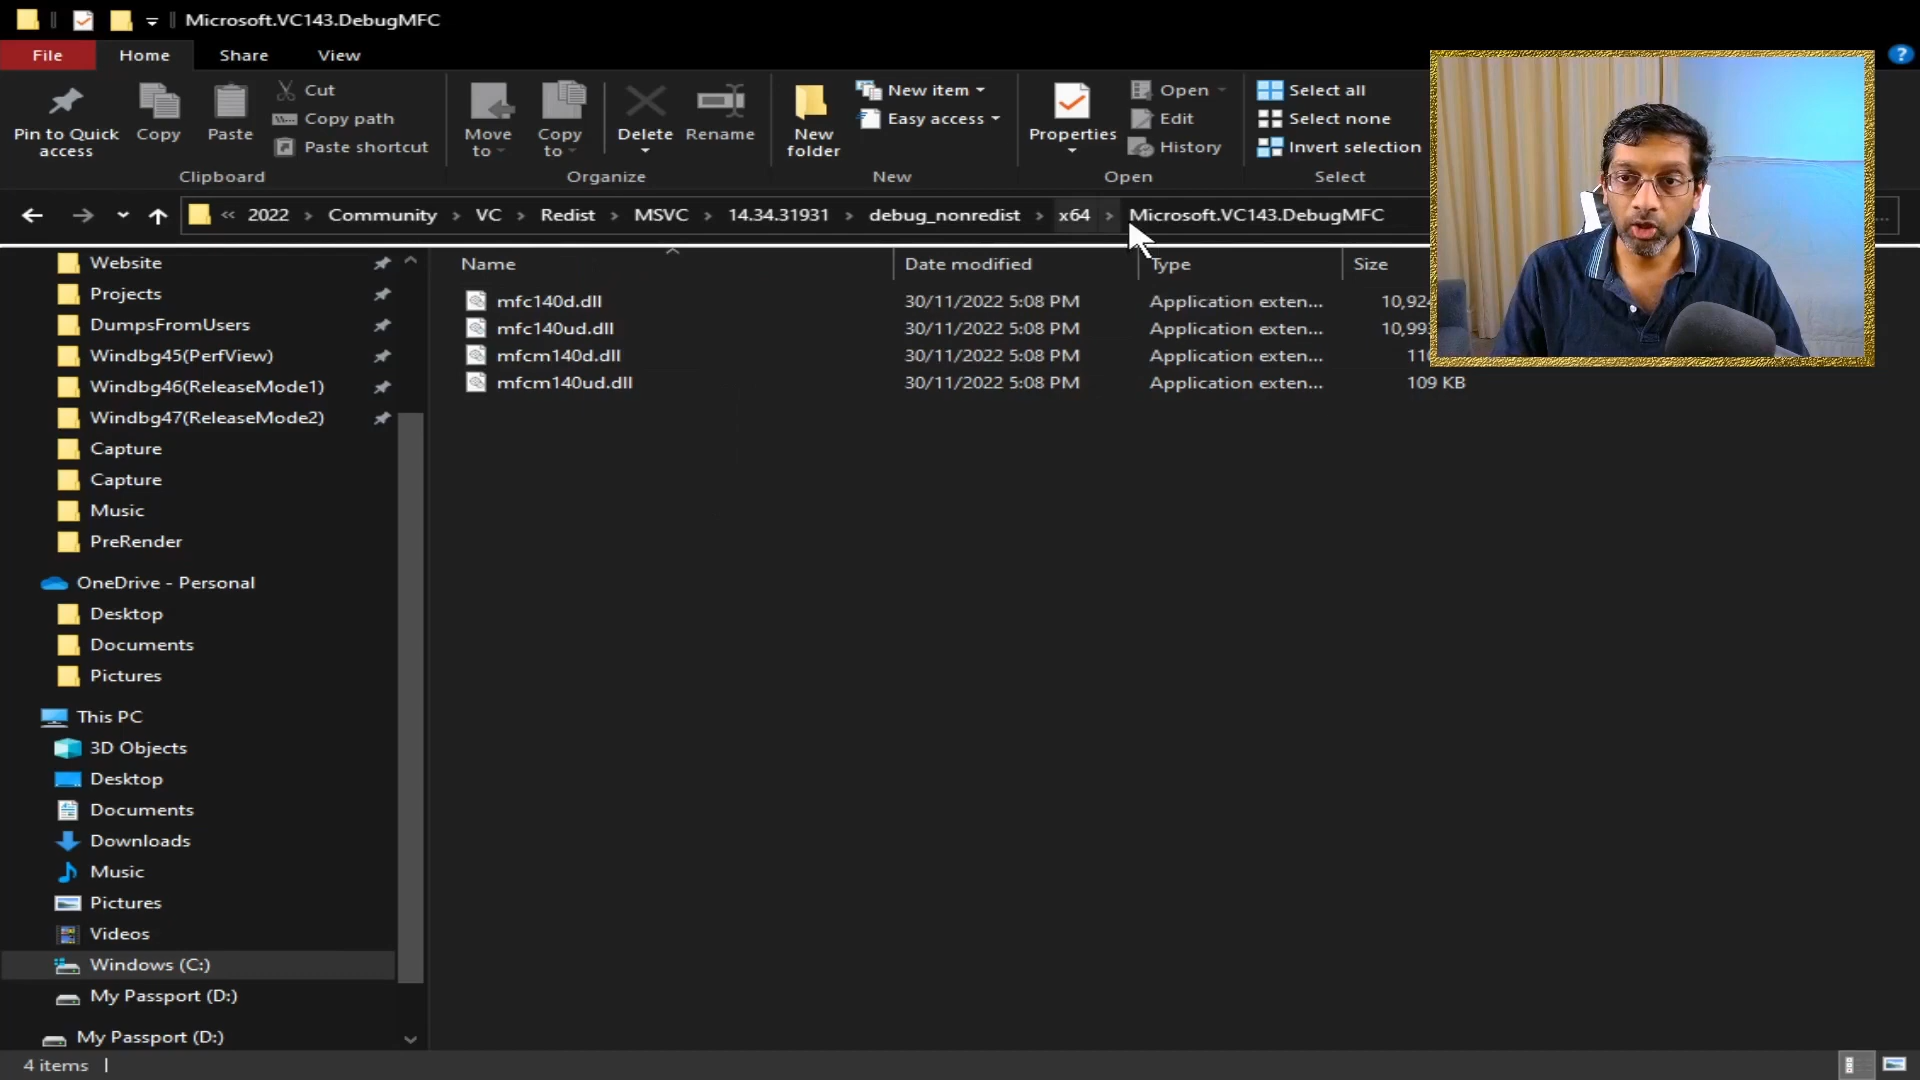 Microsoft.VC143.DebugMFC
File Home Share View
Pin to Quick access
Copy
Paste
Cut
Copy path
Paste shortcut
Clipboard
Move to
Copy to
Delete
Rename
Organize
New folder
New item
Easy access
New
Properties
Open
Edit
History
Open
Select all
Select none
Invert selection
Select
?
« 2022 > Community > VC > Redist > MSVC > 14.34.31931 > debug_nonredist > x64 > Microsoft.VC143.DebugMFC
Website
Projects
DumpsFromUsers
Windbg45(PerfView)
Windbg46(ReleaseMode1)
Windbg47(ReleaseMode2)
Capture
Capture
Music
PreRender
OneDrive - Personal
Desktop
Documents
Pictures
This PC
3D Objects
Desktop
Documents
Downloads
Music
Pictures
Videos
Windows (C:)
My Passport (D:)
My Passport (D:)
Name Date modified Type Size
mfc140d.dll 30/11/2022 5:08 PM Application exten...
mfc140ud.dll 30/11/2022 5:08 PM Application exten...
mfcm140d.dll 30/11/2022 5:08 PM Application exten...
mfcm140ud.dll 30/11/2022 5:08 PM Application exten... 109 KB
4 items